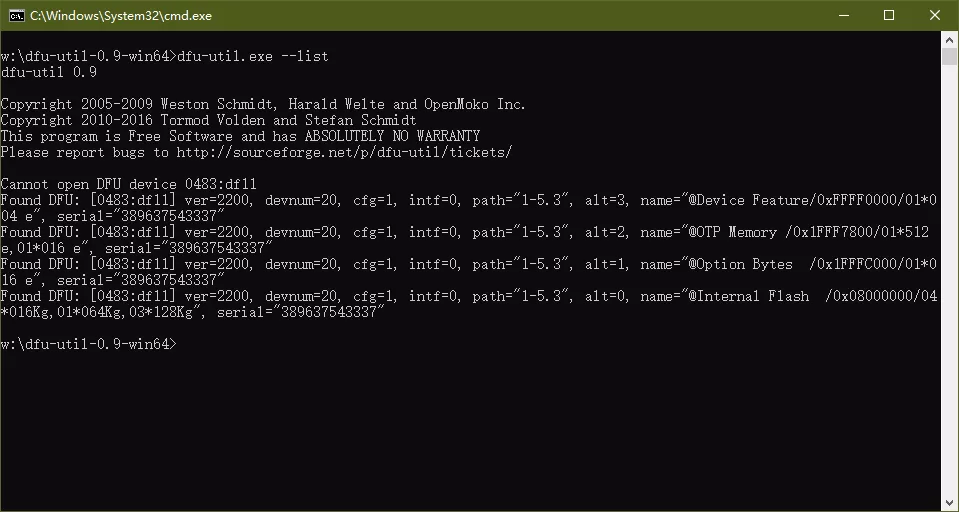 C:\Windows\System32\cmd.exe
w:\dfu-util-0.9-win64>dfu-util.exe --list
dfu-util 0.9
Copyright 2005-2009 Weston Schmidt, Harald Welte and OpenMoko Inc.
Copyright 2010-2016 Tormod Volden and Stefan Schmidt
This program is Free Software and has ABSOLUTELY NO WARRANTY
Please report bugs to http://sourceforge.net/p/dfu-util/tickets/
Cannot open DFU device 0483:df11
Found DFU: [0483:df11] ver=2200, devnum=20, cfg=1, intf=0, path="1-5.3", alt=3, name="@Device Feature/0xFFFF0000/01*0
04 e", serial="389637543337"
Found DFU: [0483:df11] ver=2200, devnum=20, cfg=1, intf=0, path="1-5.3", alt=2, name="@OTP Memory /0x1FFF7800/01*512
e,01*016 e", serial="389637543337"
Found DFU: [0483:df11] ver=2200, devnum=20, cfg=1, intf=0, path="1-5.3", alt=1, name="@Option Bytes  /0x1FFFC000/01*0
16 e", serial="389637543337"
Found DFU: [0483:df11] ver=2200, devnum=20, cfg=1, intf=0, path="1-5.3", alt=0, name="@Internal Flash  /0x08000000/04
*016Kg,01*064Kg,03*128Kg", serial="389637543337"
w:\dfu-util-0.9-win64>